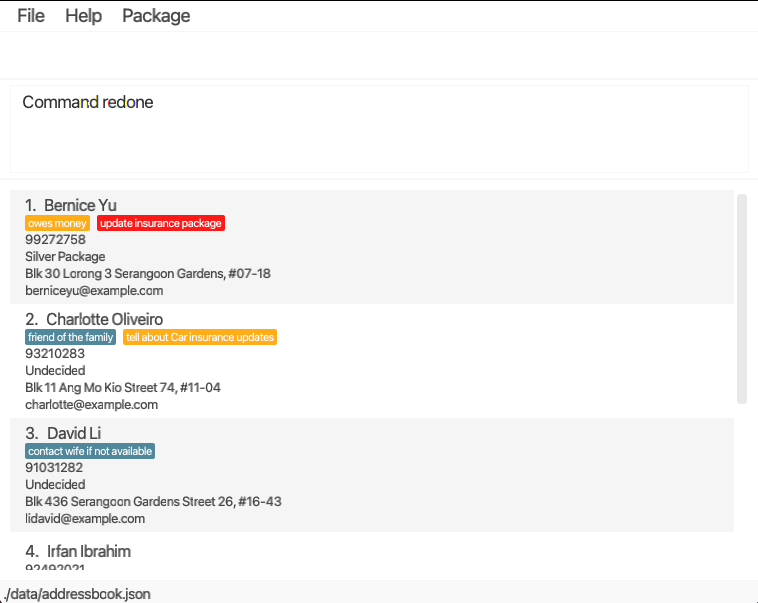 File Help Package
Command redone
1. Bernice Yu
owes money update insurance package
99272758
Silver Package
Blk 30 Lorong 3 Serangoon Gardens, #07-18
berniceyu@example.com
2. Charlotte Oliveiro
friend of the family tell about Car insurance updates
93210283
Undecided
Blk 11 Ang Mo Kio Street 74, #11-04
charlotte@example.com
3. David Li
contact wife if not available
91031282
Undecided
Blk 436 Serangoon Gardens Street 26, #16-43
lidavid@example.com
4. Irfan Ibrahim
92492021
./data/addressbook.json